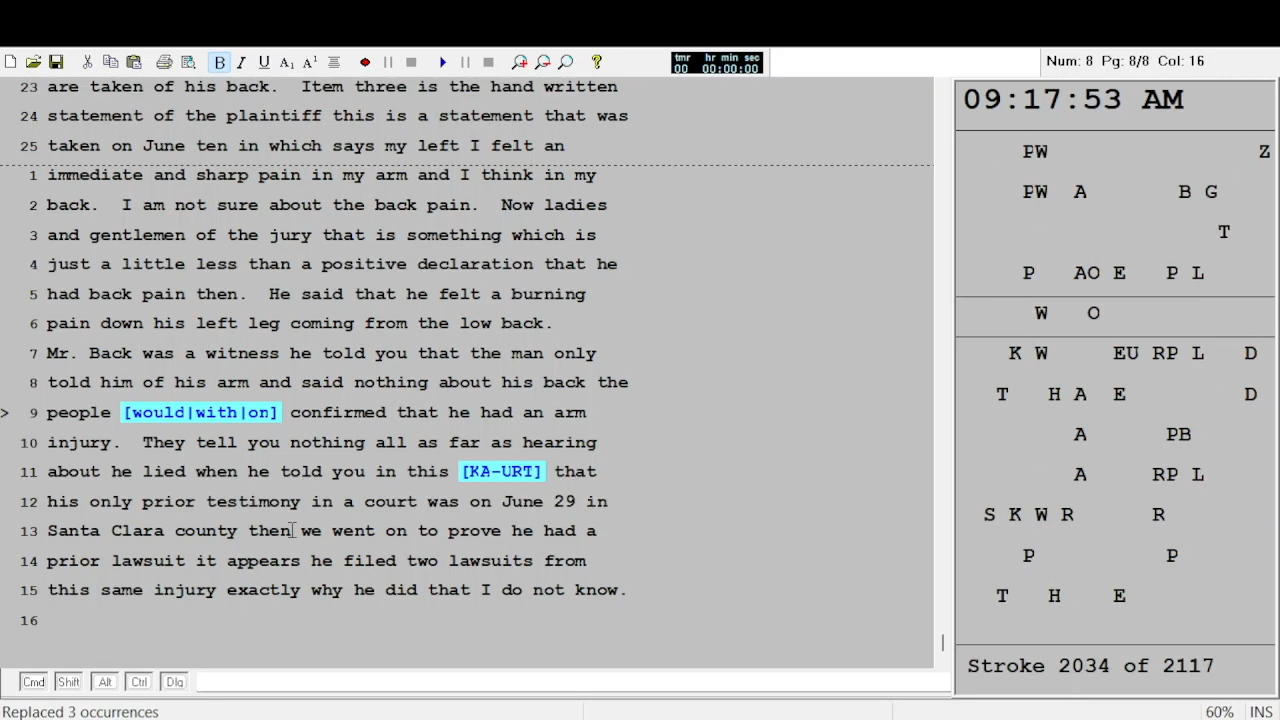 B I U A₁ A¹ tmr hr min sec
00 00:00:00 Num: 8 Pg: 8/8 Col: 16
23 are taken of his back. Item three is the hand written
24 statement of the plaintiff this is a statement that was
25 taken on June ten in which says my left I felt an
1 immediate and sharp pain in my arm and I think in my
2 back. I am not sure about the back pain. Now ladies
3 and gentlemen of the jury that is something which is
4 just a little less than a positive declaration that he
5 had back pain then. He said that he felt a burning
6 pain down his left leg coming from the low back.
7 Mr. Back was a witness he told you that the man only
8 told him of his arm and said nothing about his back the
> 9 people [would|with|on] confirmed that he had an arm
10 injury. They tell you nothing all as far as hearing
11 about he lied when he told you in this [KA-URT] that
12 his only prior testimony in a court was on June 29 in
13 Santa Clara county then we went on to prove he had a
14 prior lawsuit it appears he filed two lawsuits from
15 this same injury exactly why he did that I do not know.
16
09:17:53 AM
PW Z
PW A B G
T
P AO E P L
W O
K W EU RP L D
T H A E D
A PB
A RP L
S K W R R
P P
T H E
Stroke 2034 of 2117
Cmd Shift Alt Ctrl Dlg
Replaced 3 occurrences 60% INS